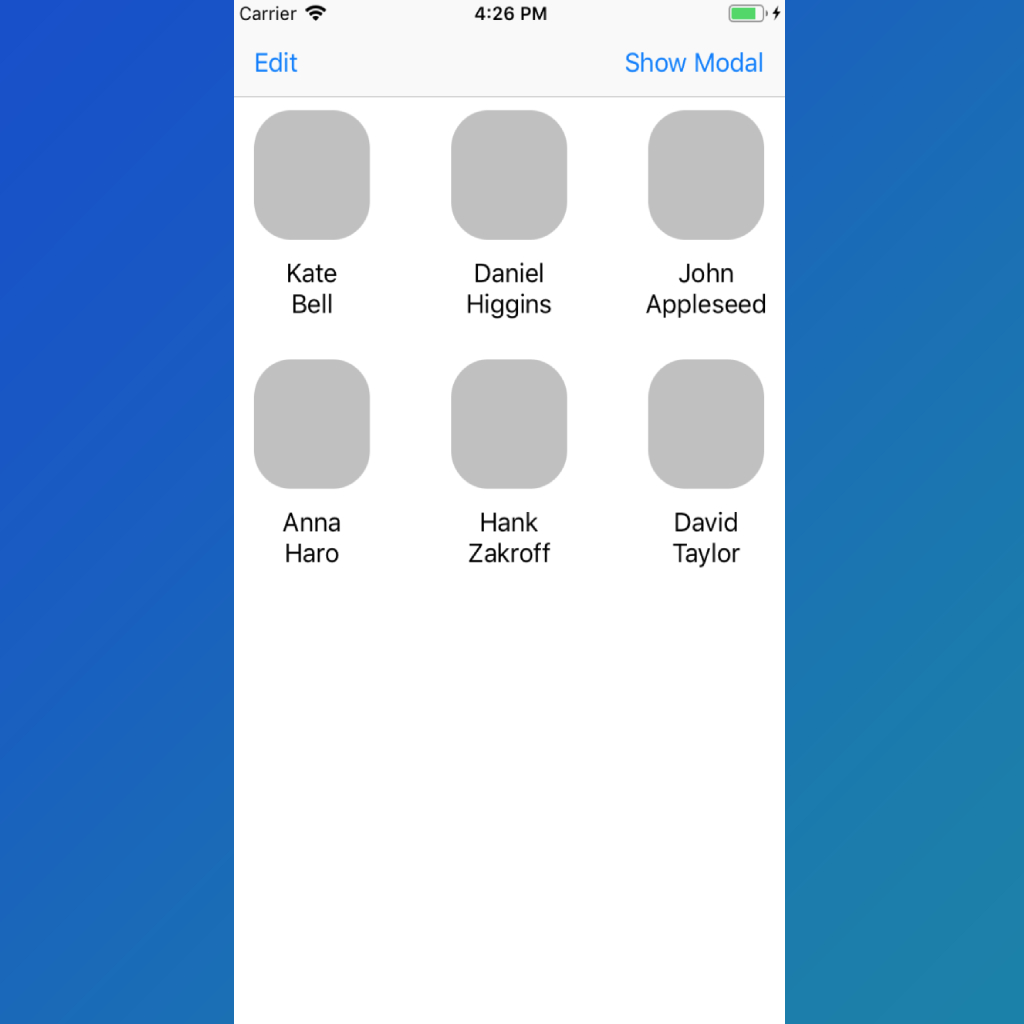 Carrier 4:26 PM
Edit Show Modal
Kate Daniel John
Bell Higgins Appleseed
Anna Hank David
Haro Zakroff Taylor